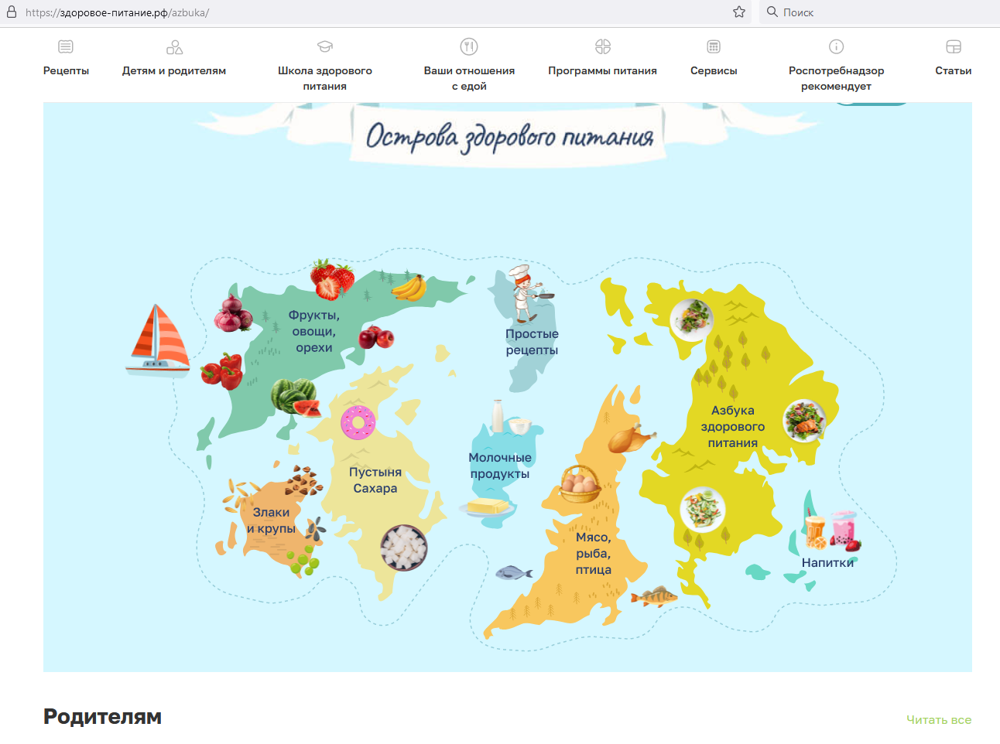 https://здоровое-питание.рф/azbuka/
Поиск
Рецепты
Детям и родителям
Школа здорового
питания
Ваши отношения
с едой
Программы питания
Сервисы
Роспотребнадзор
рекомендует
Статьи
Острова здорового питания
Фрукты,
овощи,
орехи
Простые
рецепты
Азбука
здорового
питания
Пустыня
Сахара
Молочные
продукты
Злаки
и крупы
Мясо,
рыба,
птица
Напитки
Родителям
Читать все